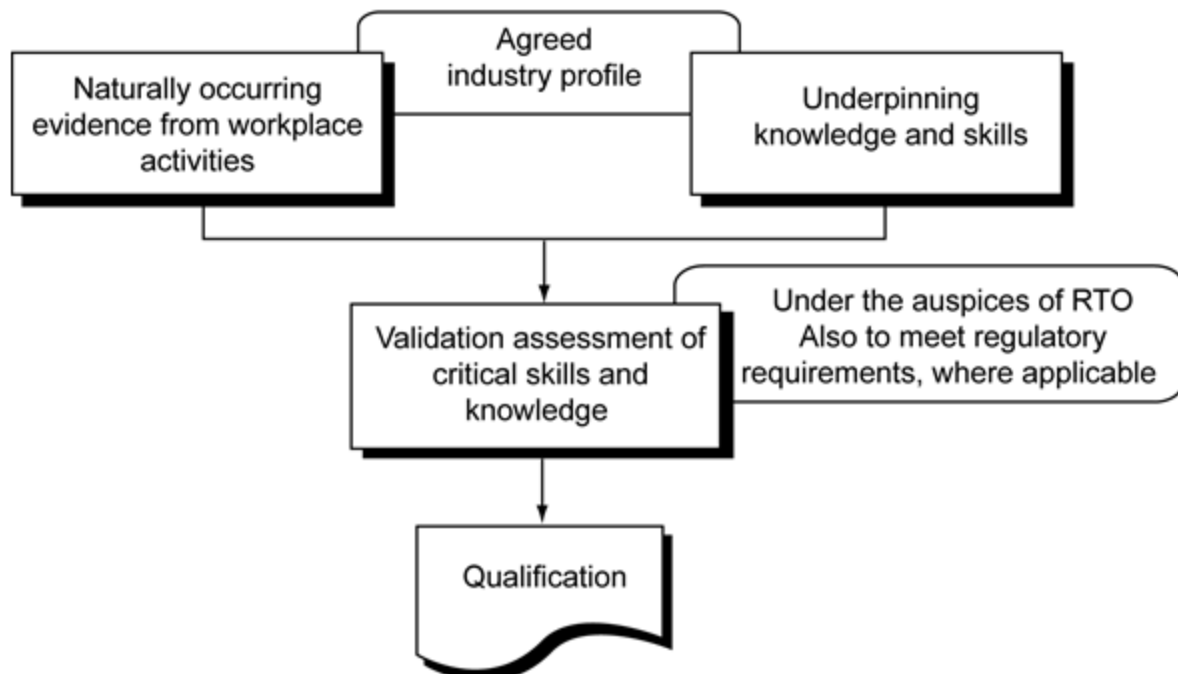 Agreed
industry profile
Naturally occurring
evidence from workplace
activities
Underpinning
knowledge and skills
Validation assessment of
critical skills and
knowledge
Under the auspices of RTO
Also to meet regulatory
requirements, where applicable
Qualification